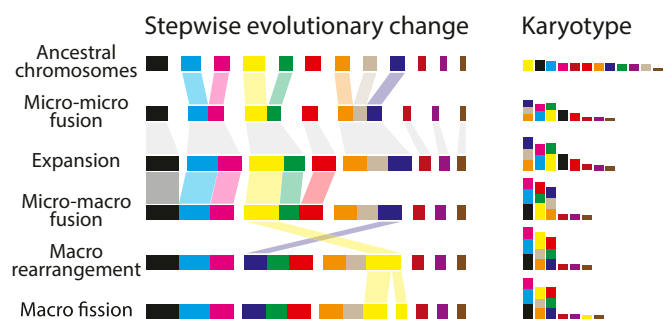 Stepwise evolutionary change
Karyotype
Ancestral
chromosomes
Micro-micro
fusion
Expansion
Micro-macro
fusion
Macro
rearrangement
Macro fission